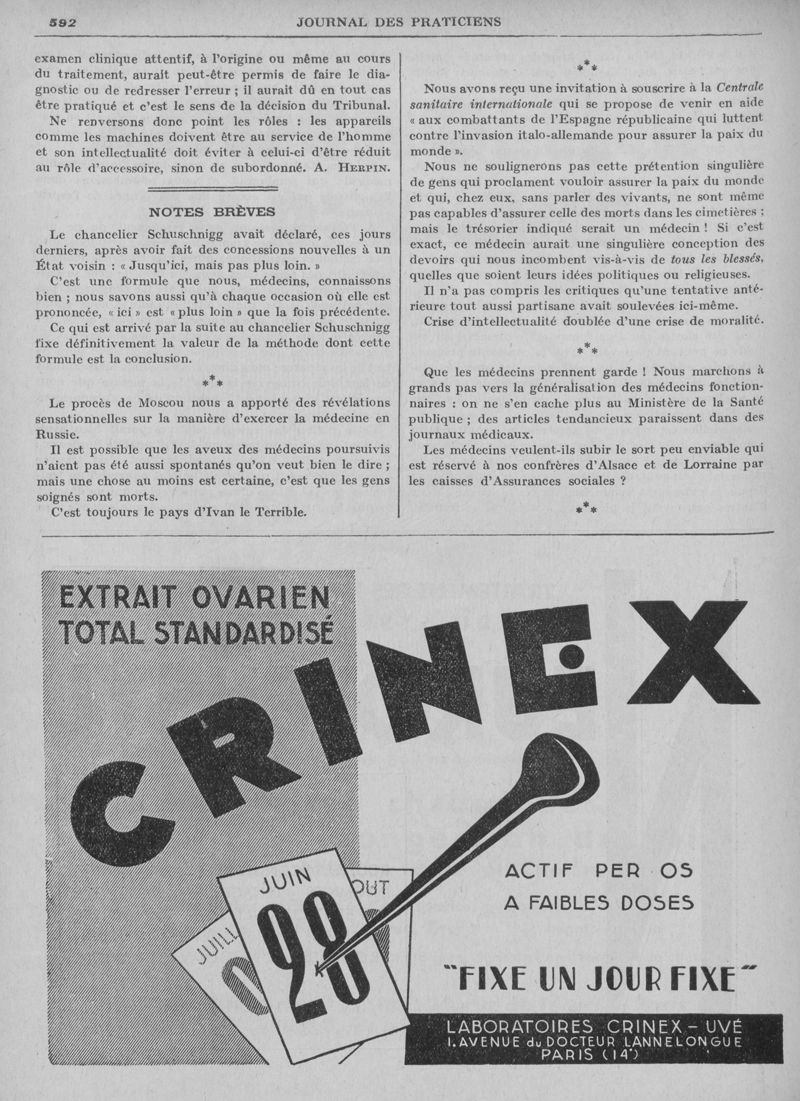 592
JOURNAL DES PRATICIENS
examen clinique attentif, à l'origine ou même au cours
du traitement, aurait peut-être permis de faire le dia-
gnostic ou de redresser l'erreur ; il aurait dû en tout cas
être pratiqué et c'est le sens de la décision du Tribunal.
Ne renversons donc point les rôles : les appareils
comme les machines doivent être au service de l'homme
et son intellectualité doit éviter à celui-ci d'être réduit
au rôle d'accessoire, sinon de subordonné. A. HERPIN.
NOTES BRÈVES
Le chancelier Schuschnigg avait déclaré, ces jours
derniers, après avoir fait des concessions nouvelles à un
État voisin : « Jusqu'ici, mais pas plus loin. »
C'est une formule que nous, médecins, connaissons
bien ; nous savons aussi qu'à chaque occasion où elle est
prononcée, « ici » est « plus loin » que la fois précédente.
Ce qui est arrivé par la suite au chancelier Schuschnigg
fixe définitivement la valeur de la méthode dont cette
formule est la conclusion.
***
Le procès de Moscou nous a apporté des révélations
sensationnelles sur la manière d'exercer la médecine en
Russie.
Il est possible que les aveux des médecins poursuivis
n'aient pas été aussi spontanés qu'on veut bien le dire ;
mais une chose au moins est certaine, c'est que les gens
soignés sont morts.
C'est toujours le pays d'Ivan le Terrible.
***
Nous avons reçu une invitation à souscrire à la Centrale
sanitaire internationale qui se propose de venir en aide
« aux combattants de l'Espagne républicaine qui luttent
contre l'invasion italo-allemande pour assurer la paix du
monde ».
Nous ne soulignerons pas cette prétention singulière
de gens qui proclament vouloir assurer la paix du monde
et qui, chez eux, sans parler des vivants, ne sont même
pas capables d'assurer celle des morts dans les cimetières ;
mais le trésorier indiqué serait un médecin ! Si c'est
exact, ce médecin aurait une singulière conception des
devoirs qui nous incombent vis-à-vis de tous les blessés,
quelles que soient leurs idées politiques ou religieuses.
Il n'a pas compris les critiques qu'une tentative anté-
rieure tout aussi partisane avait soulevées ici-même.
Crise d'intellectualité doublée d'une crise de moralité.
***
Que les médecins prennent garde ! Nous marchons à
grands pas vers la généralisation des médecins fonction-
naires : on ne s'en cache plus au Ministère de la Santé
publique ; des articles tendancieux paraissent dans des
journaux médicaux.
Les médecins veulent-ils subir le sort peu enviable qui
est réservé à nos confrères d'Alsace et de Lorraine par
les caisses d'Assurances sociales ?
***
EXTRAIT OVARIEN
TOTAL STANDARDISÉ
CRINEX
JUIN
28
OUT
JUILL
0
ACTIF PER OS
A FAIBLES DOSES
"FIXE UN JOUR FIXE"
LABORATOIRES CRINEX - UVÉ
1. AVENUE du DOCTEUR LANNELONGUE
PARIS (14°)